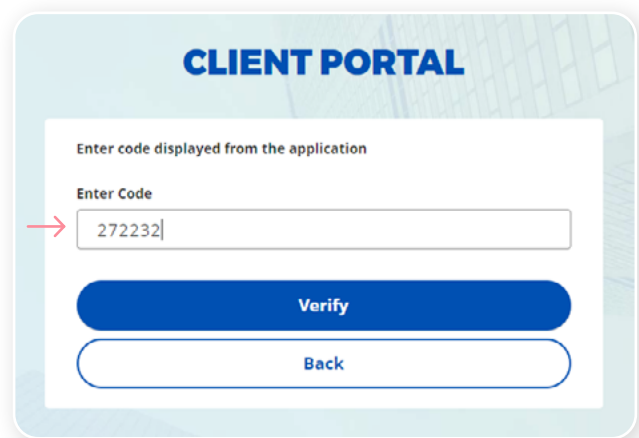 CLIENT PORTAL
Enter code displayed from the application
Enter Code
272232
Verify
Back